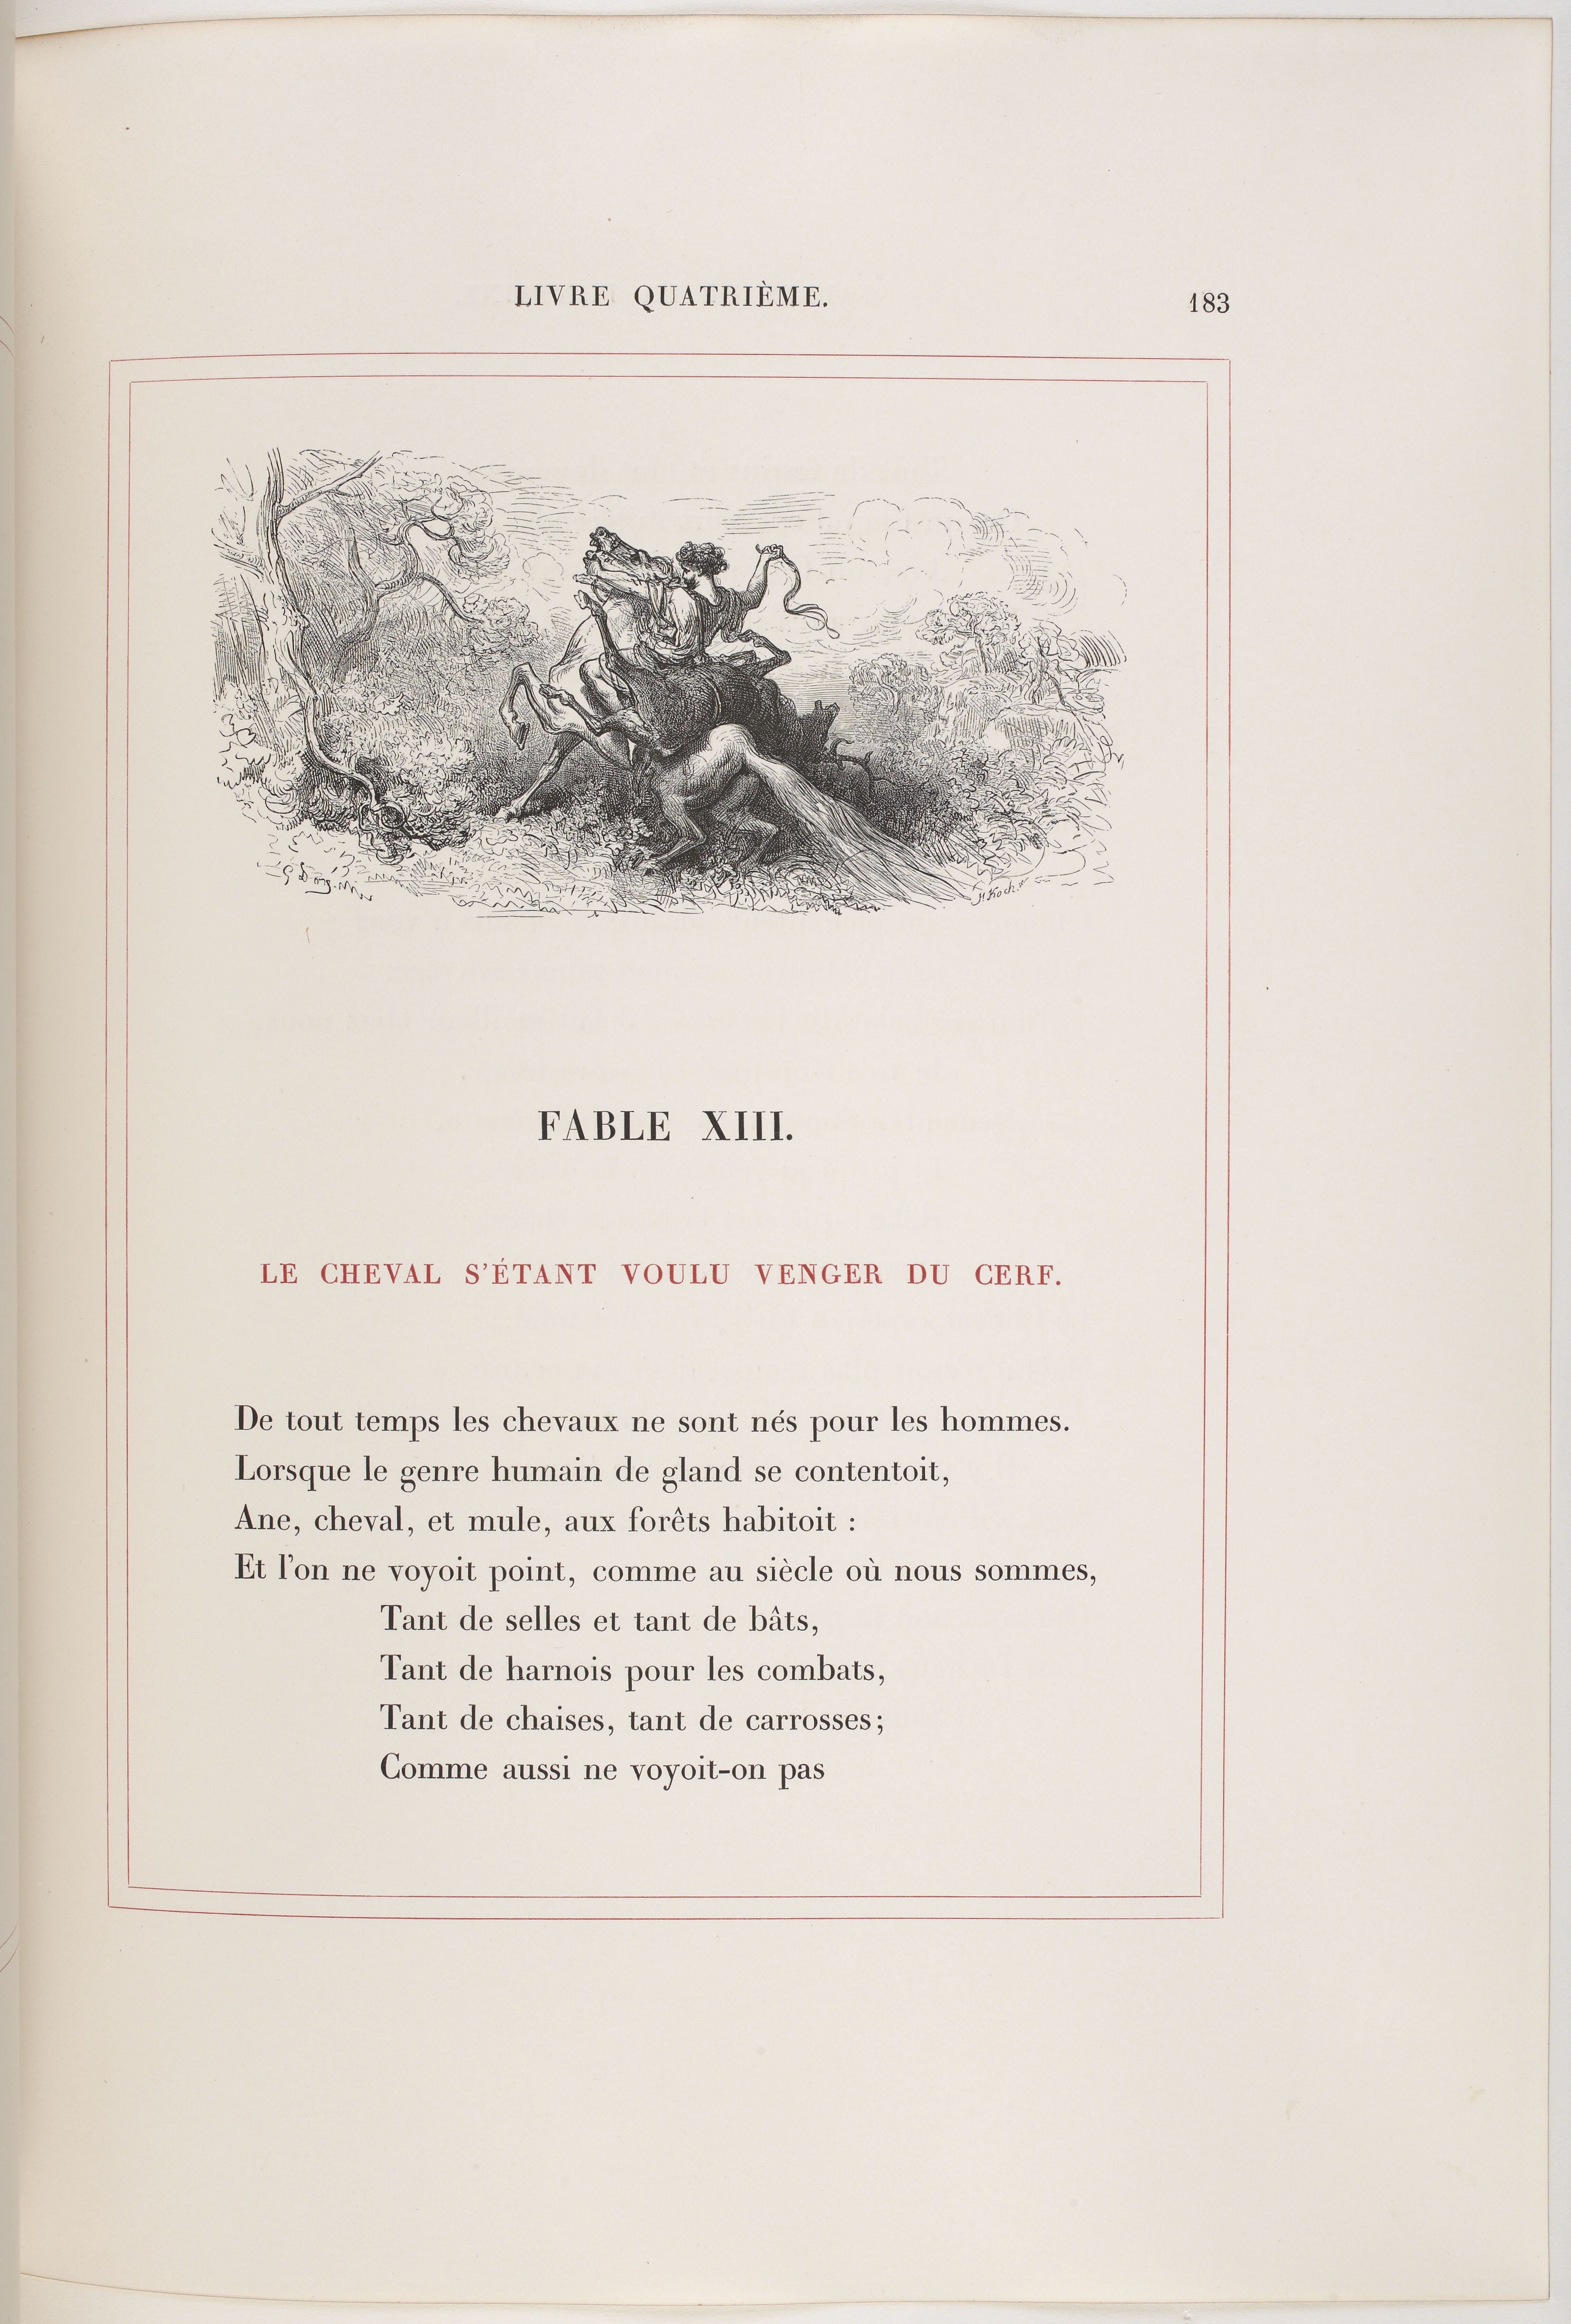 LIVRE QUATRIÈME.
183
H. Koch.
FABLE XIII.
LE CHEVAL S'ÉTANT VOULU VENGER DU CERF.
De tout temps les chevaux ne sont nés pour les hommes.
Lorsque le genre humain de gland se contentoit,
Ane, cheval, et mule, aux forêts habitoit :
Et l'on ne voyoit point, comme au siècle où nous sommes,
Tant de selles et tant de bâts,
Tant de harnois pour les combats,
Tant de chaises, tant de carrosses;
Comme aussi ne voyoit-on pas